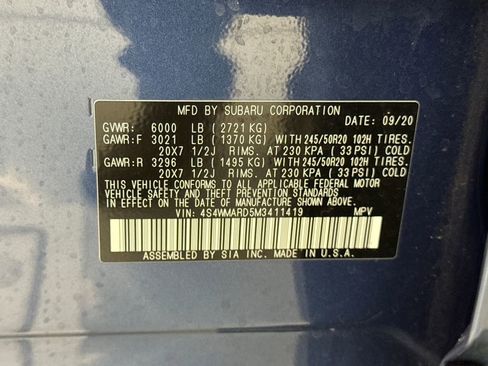 MFD BY SUBARU CORPORATION
DATE: 09/20
GVWR: 6000 LB ( 2721 KG)
GAWR:F 3021 LB ( 1370 KG) WITH 245/50R20 102H TIRES.
20X7 1/2J RIMS. AT 230 KPA ( 33 PSI) COLD
GAWR:R 3296 LB ( 1495 KG) WITH 245/50R20 102H TIRES.
20X7 1/2J RIMS. AT 230 KPA ( 33 PSI) COLD
THIS VEHICLE CONFORMS TO ALL APPLICABLE FEDERAL MOTOR
VEHICLE SAFETY AND THEFT PREVENTION STANDARDS
IN EFFECT ON THE DATE OF MANUFACTURE SHOWN ABOVE.
VIN: 4S4WMARD5M3411419 MPV
ASSEMBLED BY SIA INC. MADE IN U.S.A.